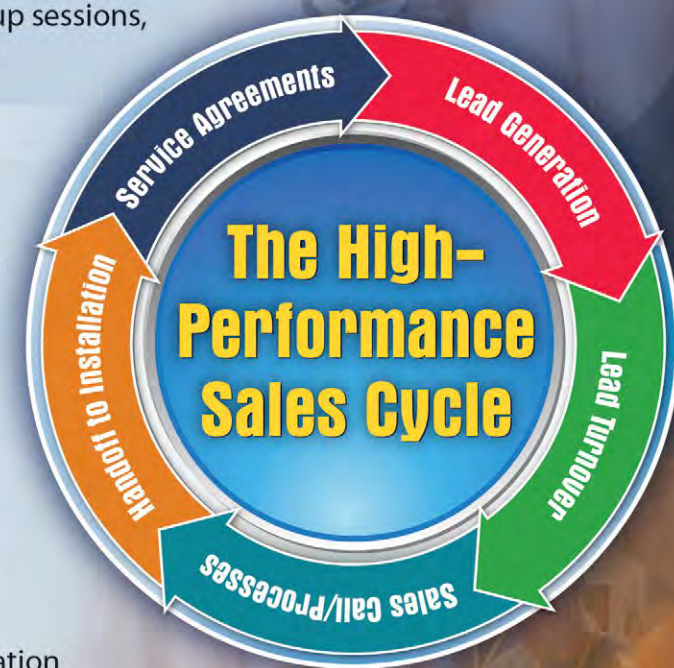 up sessions,
Service Agreements
Lead Generation
Lead Turnover
Sales Call/Processes
Handoff to Installation
The High-
Performance
Sales Cycle